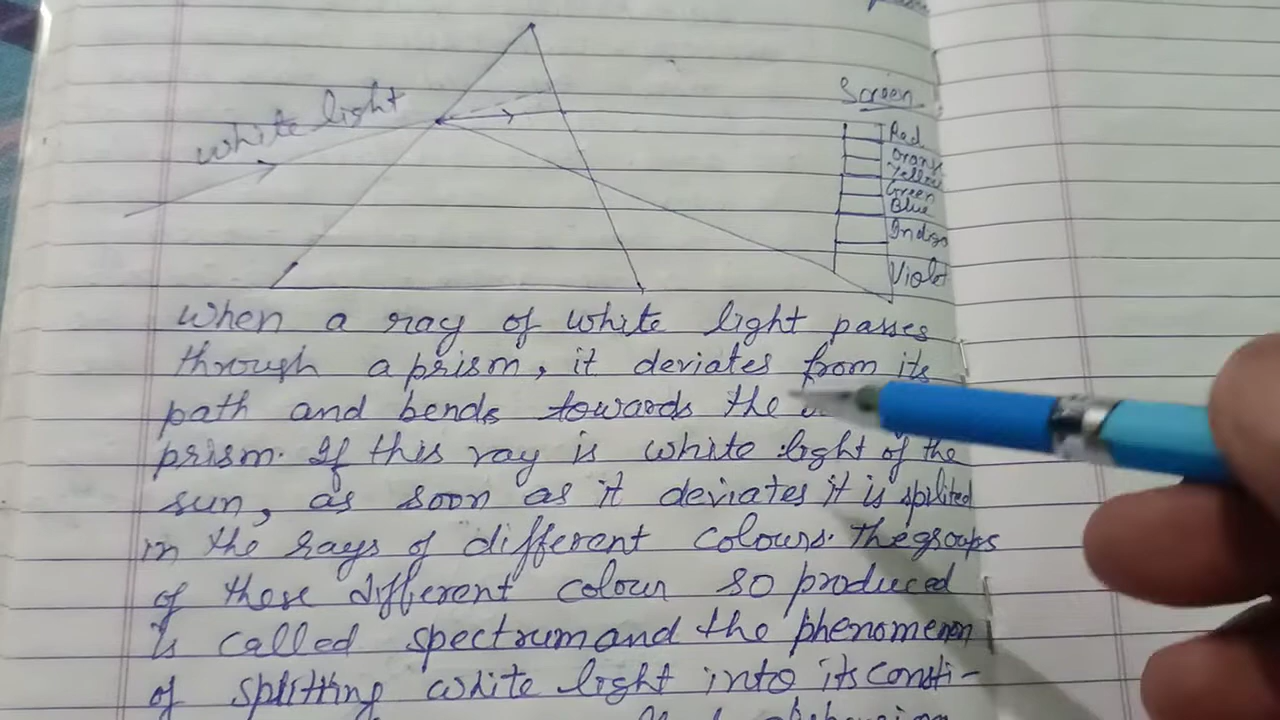 white light
Screen
Red
Orange
Yellow
Green
Blue
Indgo
Violet
When a ray of white light passes
through a prism, it deviates from its
path and bends towards the
prism. If this ray is white light of the
sun, as soon as it deviates it is splited
in the rays of different colours. The groups
of these different colour so produced
is called spectrum and the phenomenon
of splitting white light into its consti-